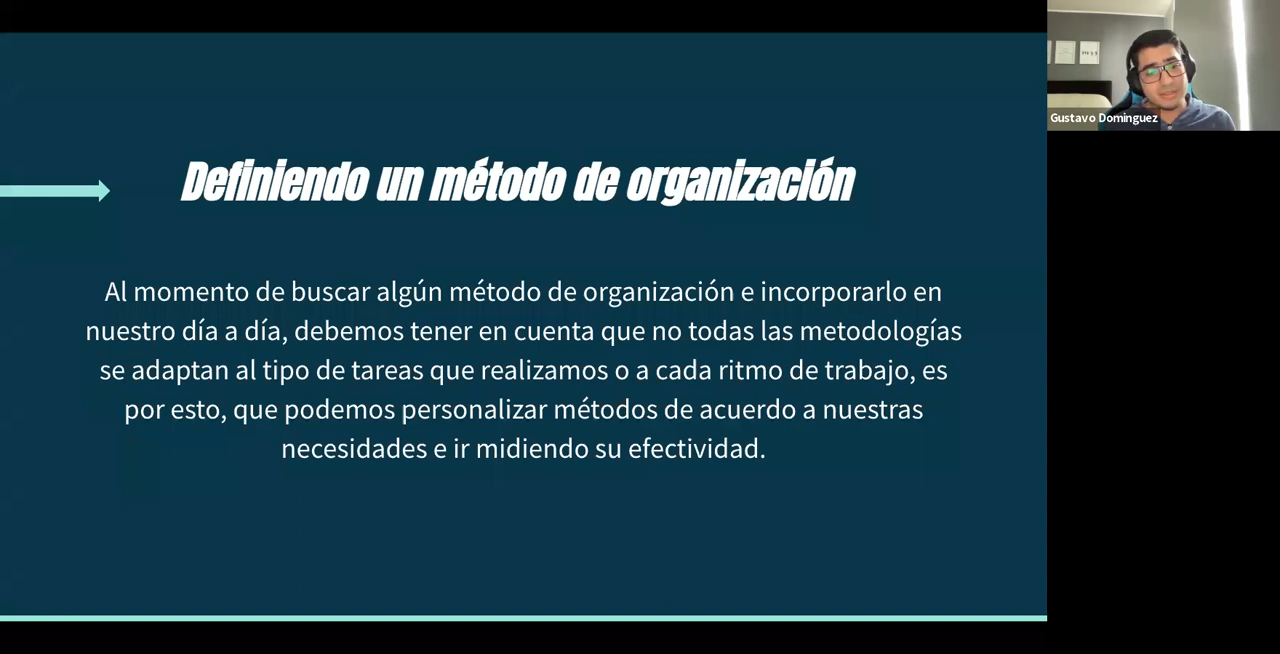 Definiendo un método de organización
Al momento de buscar algún método de organización e incorporarlo en
nuestro día a día, debemos tener en cuenta que no todas las metodologías
se adaptan al tipo de tareas que realizamos o a cada ritmo de trabajo, es
por esto, que podemos personalizar métodos de acuerdo a nuestras
necesidades e ir midiendo su efectividad.
Gustavo Dominguez